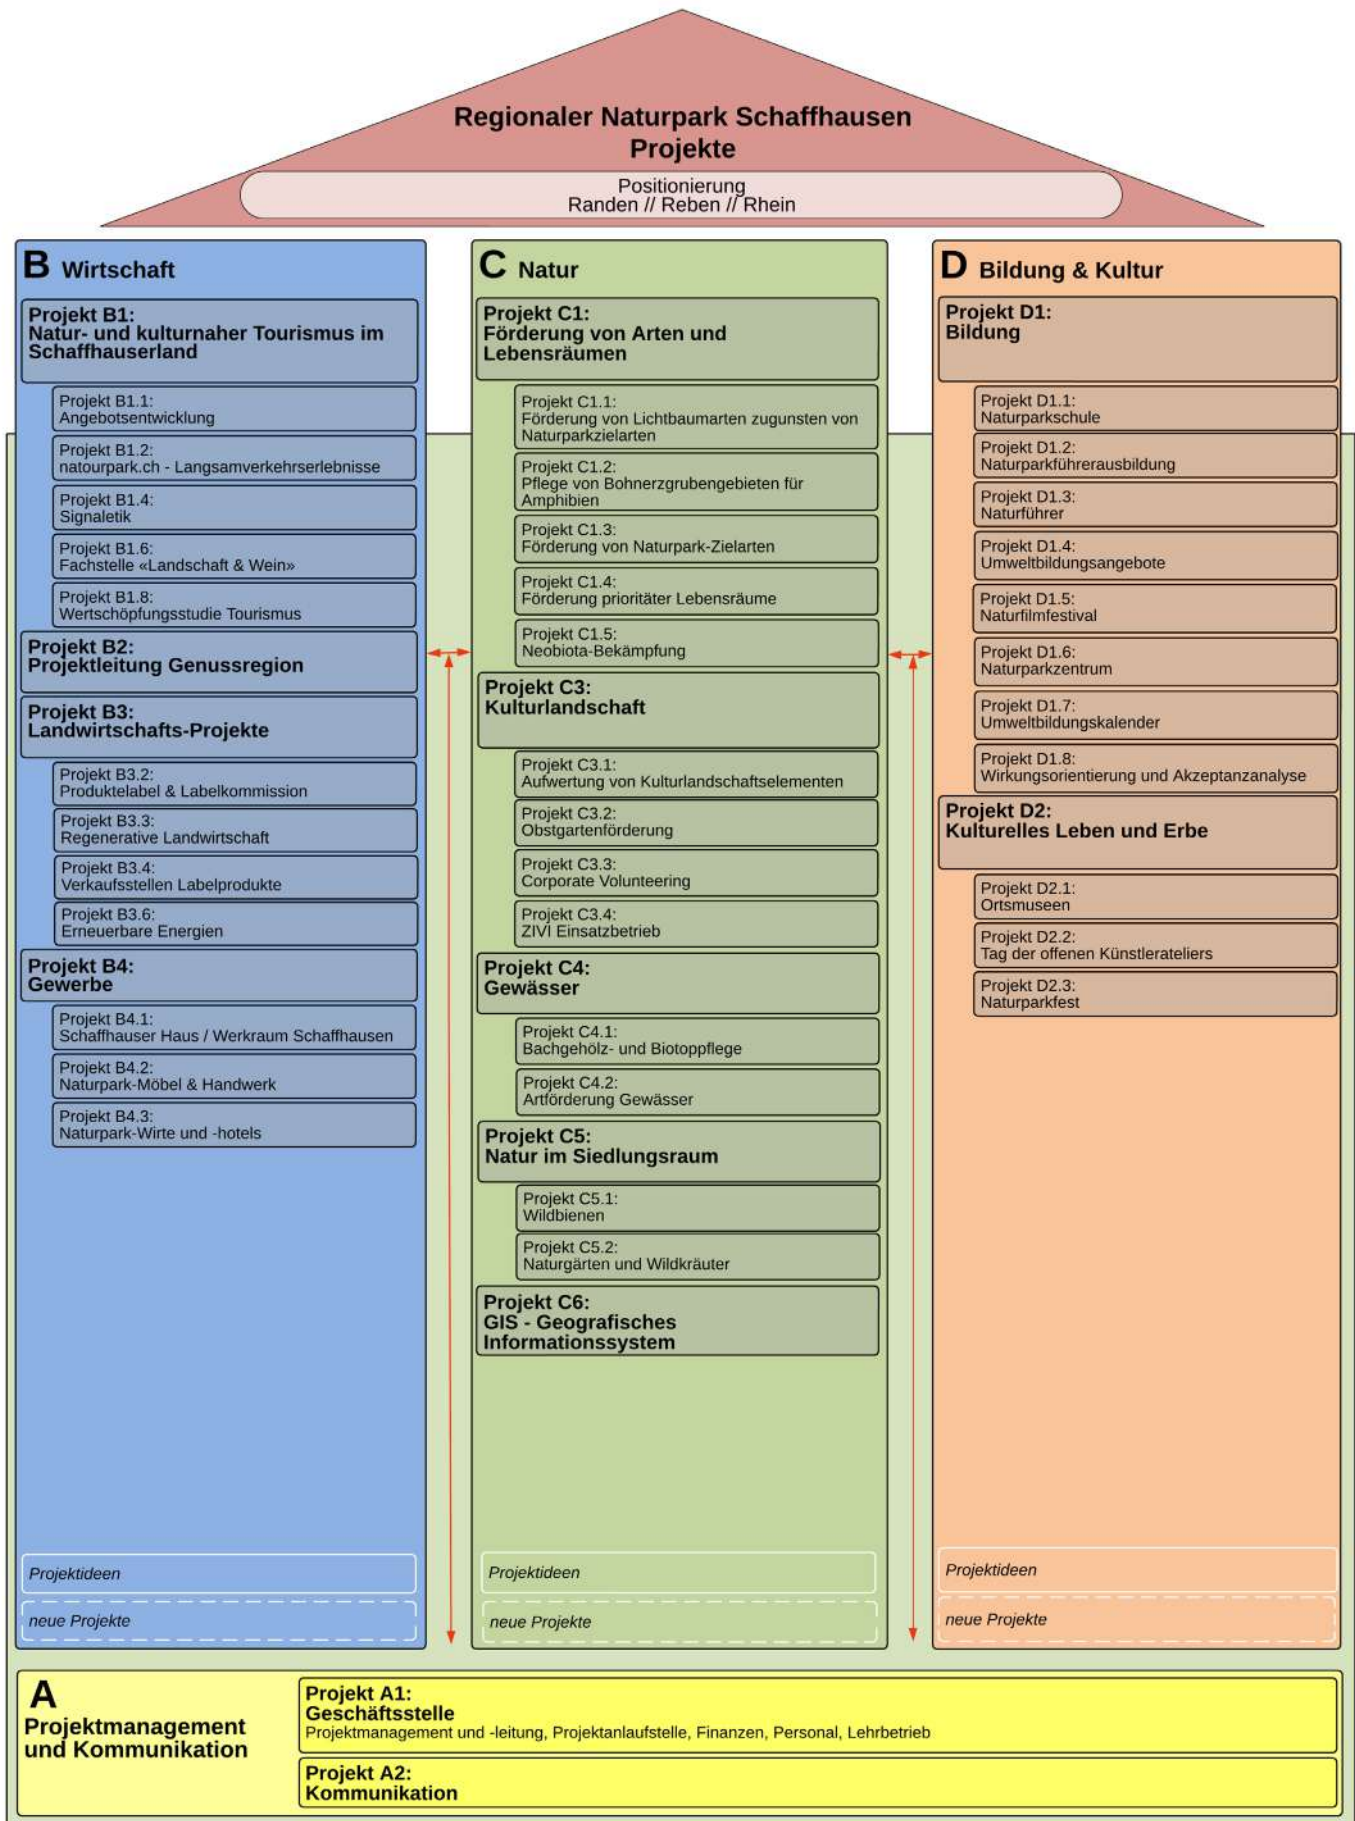 Regionaler Naturpark Schaffhausen
Projekte
Positionierung
Randen // Reben // Rhein
B Wirtschaft
Projekt B1:
Natur- und kulturnaher Tourismus im
Schaffhauserland
Projekt B1.1:
Angebotsentwicklung
Projekt B1.2:
natourpark.ch - Langsamverkehrserlebnisse
Projekt B1.4:
Signaletik
Projekt B1.6:
Fachstelle «Landschaft & Wein»
Projekt B1.8:
Wertschöpfungsstudie Tourismus
Projekt B2:
Projektleitung Genussregion
Projekt B3:
Landwirtschafts-Projekte
Projekt B3.2:
Produktelabel & Labelkommission
Projekt B3.3:
Regenerative Landwirtschaft
Projekt B3.4:
Verkaufsstellen Labelprodukte
Projekt B3.6:
Erneuerbare Energien
Projekt B4:
Gewerbe
Projekt B4.1:
Schaffhauser Haus / Werkraum Schaffhausen
Projekt B4.2:
Naturpark-Möbel & Handwerk
Projekt B4.3:
Naturpark-Wirte und -hotels
Projektideen
neue Projekte
C Natur
Projekt C1:
Förderung von Arten und
Lebensräumen
Projekt C1.1:
Förderung von Lichtbaumarten zugunsten von
Naturparkzielarten
Projekt C1.2:
Pflege von Bohnerzgrubengebieten für
Amphibien
Projekt C1.3:
Förderung von Naturpark-Zielarten
Projekt C1.4:
Förderung prioritäter Lebensräume
Projekt C1.5:
Neobiota-Bekämpfung
Projekt C3:
Kulturlandschaft
Projekt C3.1:
Aufwertung von Kulturlandschaftselementen
Projekt C3.2:
Obstgartenförderung
Projekt C3.3:
Corporate Volunteering
Projekt C3.4:
ZIVI Einsatzbetrieb
Projekt C4:
Gewässer
Projekt C4.1:
Bachgehölz- und Biotoppflege
Projekt C4.2:
Artförderung Gewässer
Projekt C5:
Natur im Siedlungsraum
Projekt C5.1:
Wildbienen
Projekt C5.2:
Naturgärten und Wildkräuter
Projekt C6:
GIS - Geografisches
Informationssystem
Projektideen
neue Projekte
D Bildung & Kultur
Projekt D1:
Bildung
Projekt D1.1:
Naturparkschule
Projekt D1.2:
Naturparkführerausbildung
Projekt D1.3:
Naturführer
Projekt D1.4:
Umweltbildungsangebote
Projekt D1.5:
Naturfilmfestival
Projekt D1.6:
Naturparkzentrum
Projekt D1.7:
Umweltbildungskalender
Projekt D1.8:
Wirkungsorientierung und Akzeptanzanalyse
Projekt D2:
Kulturelles Leben und Erbe
Projekt D2.1:
Ortsmuseen
Projekt D2.2:
Tag der offenen Künstlerateliers
Projekt D2.3:
Naturparkfest
Projektideen
neue Projekte
A
Projektmanagement
und Kommunikation
Projekt A1:
Geschäftsstelle
Projektmanagement und -leitung, Projektanlaufstelle, Finanzen, Personal, Lehrbetrieb
Projekt A2:
Kommunikation